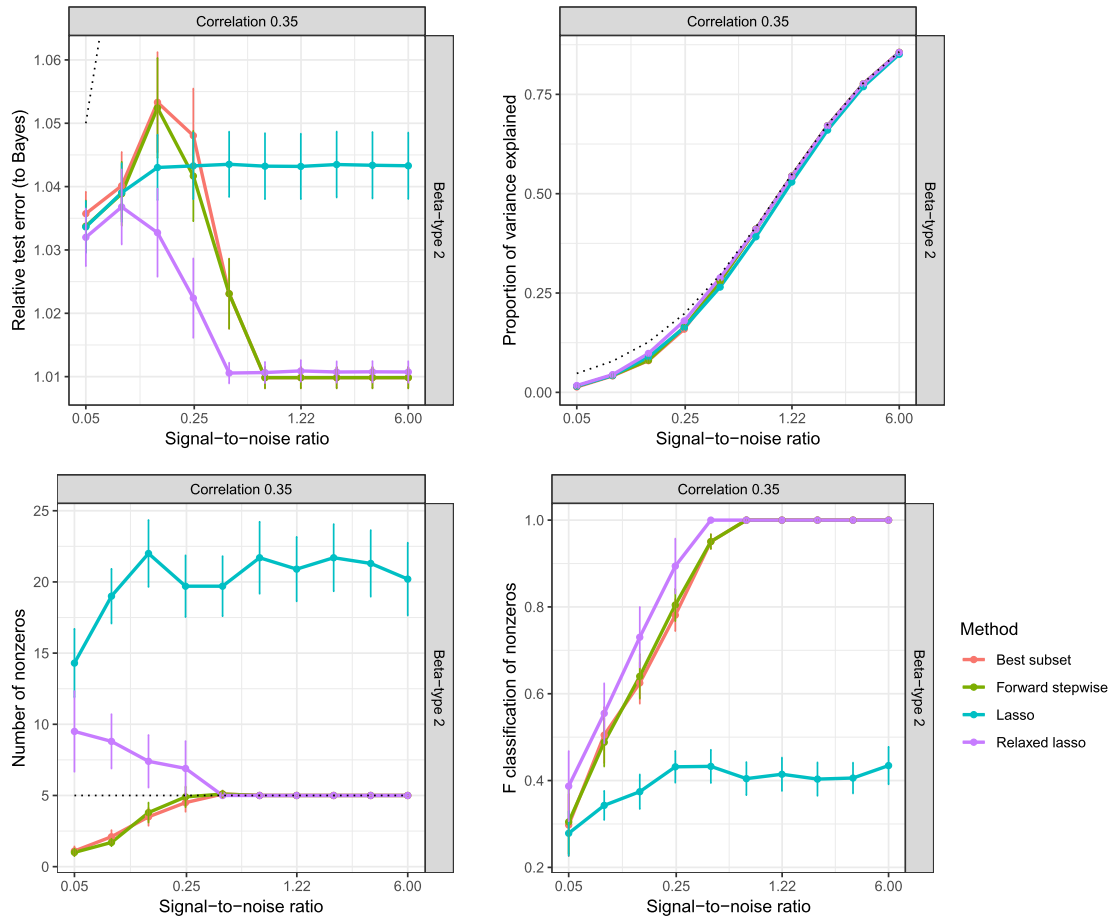 Correlation 0.35
Relative test error (to Bayes)
1.06
1.05
1.04
1.03
1.02
1.01
0.05
0.25
1.22
6.00
Signal−to−noise ratio
Beta−type 2
Correlation 0.35
Proportion of variance explained
0.75
0.50
0.25
0.00
0.05
0.25
1.22
6.00
Signal−to−noise ratio
Beta−type 2
Correlation 0.35
Number of nonzeros
25
20
15
10
5
0
0.05
0.25
1.22
6.00
Signal−to−noise ratio
Beta−type 2
Correlation 0.35
F classification of nonzeros
1.0
0.8
0.6
0.4
0.2
0.05
0.25
1.22
6.00
Signal−to−noise ratio
Beta−type 2
Method
Best subset
Forward stepwise
Lasso
Relaxed lasso